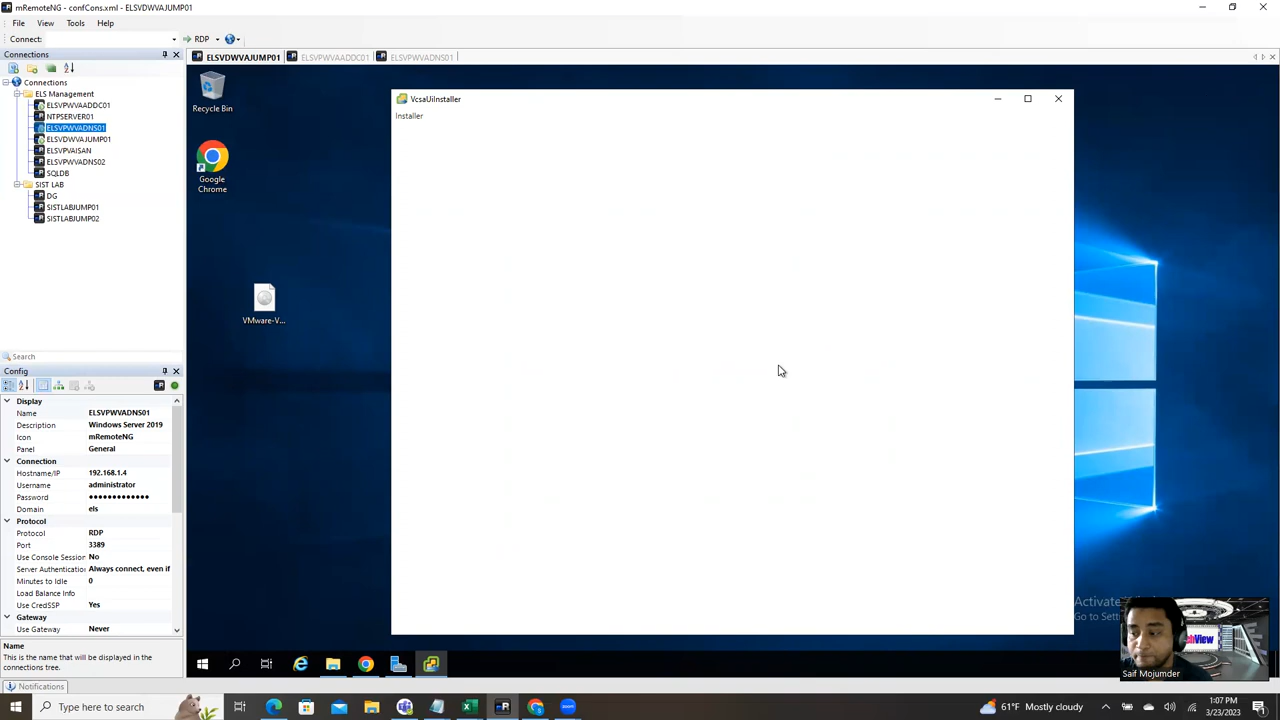 mRemoteNG - confCons.xml - ELSVDWVAJUMP01
File View Tools Help
Connect: RDP
Connections
Connections
ELS Management
ELSVPWVAADDC01
NTPSERVER01
ELSVPWVADNS01
ELSVDWVAJUMP01
ELSVPVAISAN
ELSVPWVADNS02
SQLDB
SIST LAB
DG
SISTLABJUMP01
SISTLABJUMP02
Search
Config
Display
Name ELSVPWVADNS01
Description Windows Server 2019
Icon mRemoteNG
Panel General
Connection
Hostname/IP 192.168.1.4
Username administrator
Password ●●●●●●●●●●●●●
Domain els
Protocol
Protocol RDP
Port 3389
Use Console Session No
Server Authentication Always connect, even if
Minutes to Idle 0
Load Balance Info
Use CredSSP Yes
Gateway
Use Gateway Never
Name
This is the name that will be displayed in the
connections tree.
Notifications
ELSVDWVAJUMP01 ELSVPWVAADDC01 ELSVPWVADNS01
Recycle Bin
Google
Chrome
VMware-V...
VcsaUiInstaller
Installer
Activate
Go to Setti
chView
Saif Mojumder
Type here to search
61°F Mostly cloudy
1:07 PM
3/23/2023